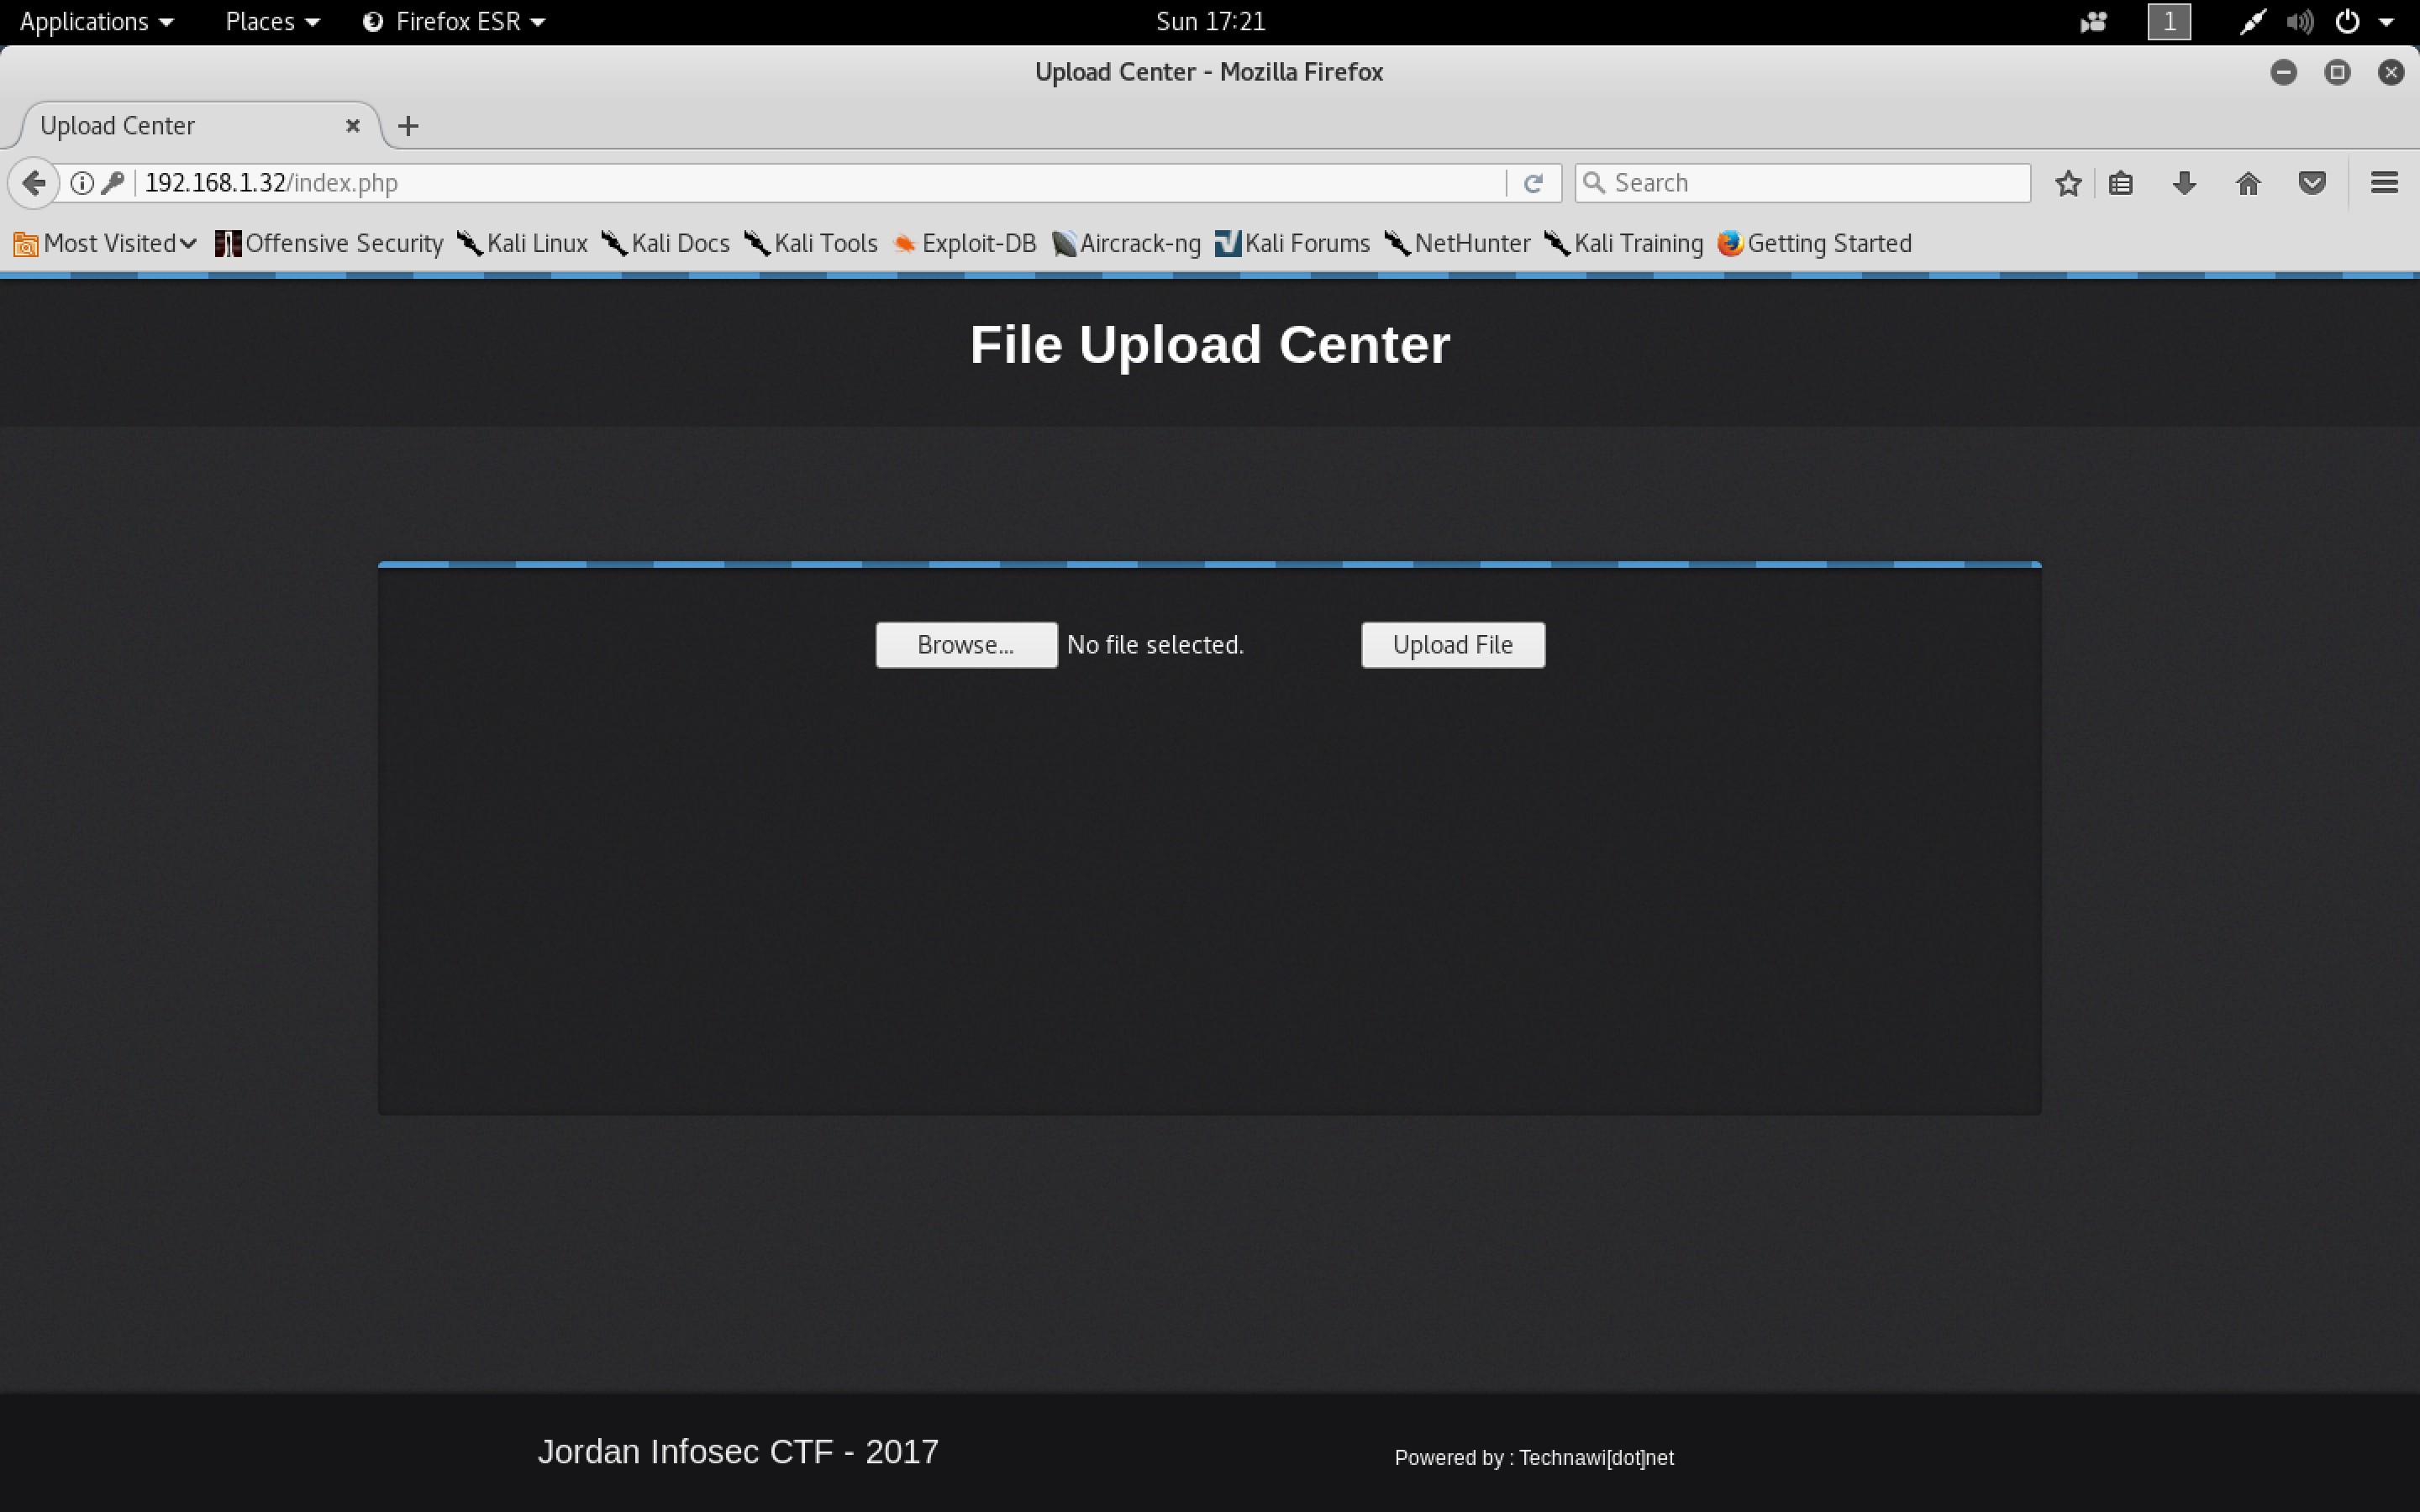 Applications Places Firefox ESR Sun 17:21 1
Upload Center - Mozilla Firefox
Upload Center
192.168.1.32/index.php Search
Most Visited Offensive Security Kali Linux Kali Docs Kali Tools Exploit-DB Aircrack-ng Kali Forums NetHunter Kali Training Getting Started
File Upload Center
Browse... No file selected. Upload File
Jordan Infosec CTF - 2017 Powered by : Technawi[dot]net